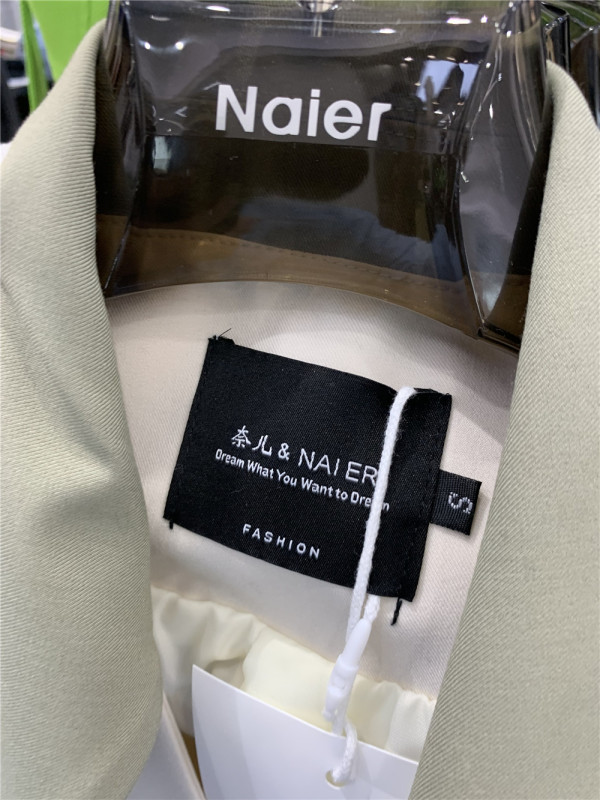 Naier
奈儿 & NAI ER
Dream What You Want to Dream
S
FASHION